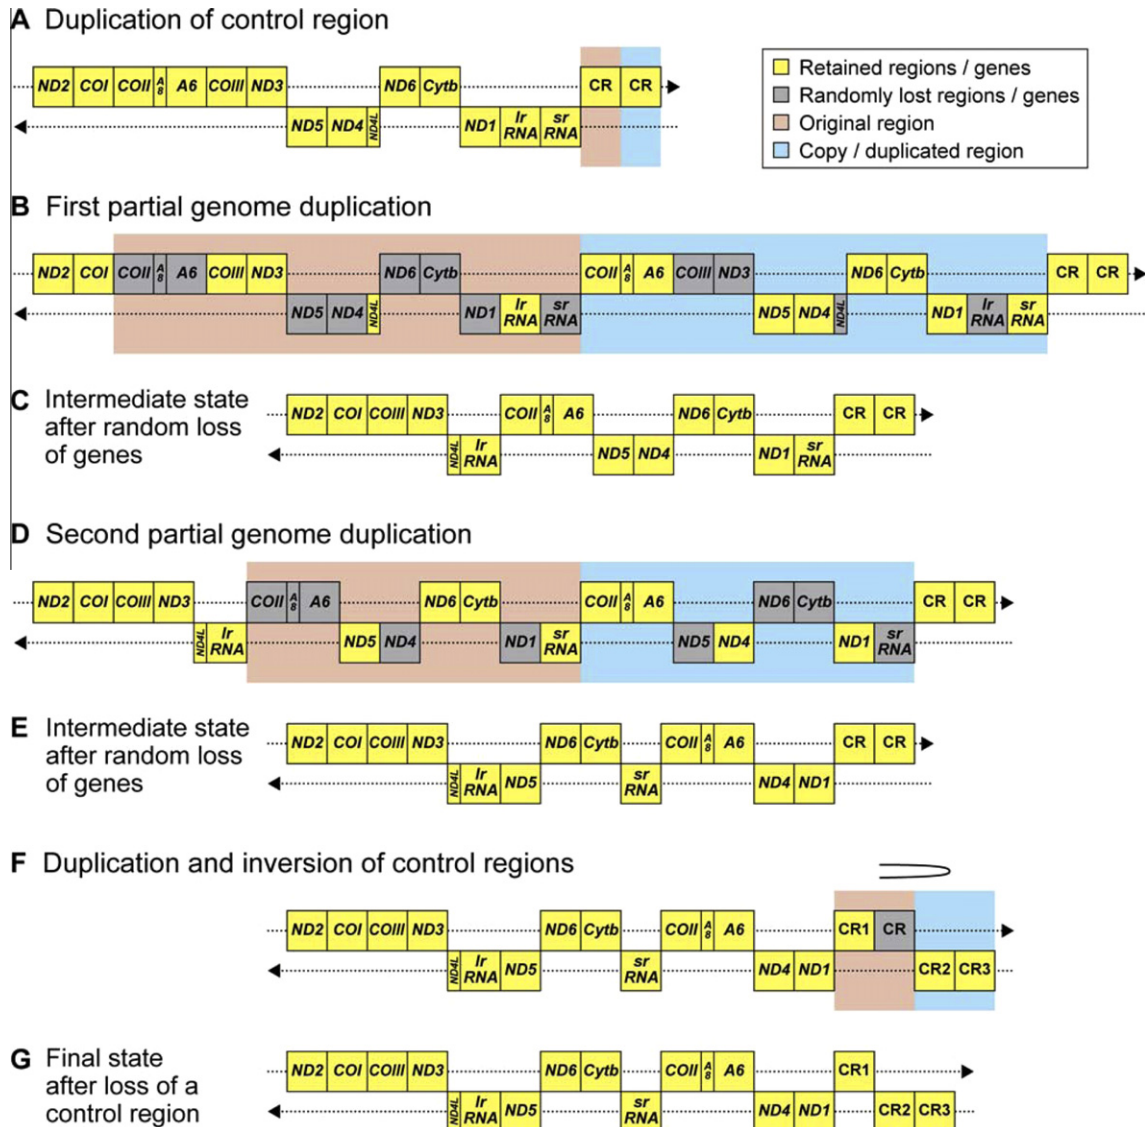 A Duplication of control region
ND2 COI COII A8 A6 COIII ND3 ND6 Cytb CR CR
ND5 ND4 ND4L ND1 lr RNA sr RNA
Retained regions / genes
Randomly lost regions / genes
Original region
Copy / duplicated region
B First partial genome duplication
ND2 COI COII A8 A6 COIII ND3 ND6 Cytb COII A8 A6 COIII ND3 ND6 Cytb CR CR
ND5 ND4 ND4L ND1 lr RNA sr RNA ND5 ND4 ND4L ND1 lr RNA sr RNA
C Intermediate state
after random loss
of genes
ND2 COI COIII ND3 COII A8 A6 ND6 Cytb CR CR
ND4L lr RNA ND5 ND4 ND1 sr RNA
D Second partial genome duplication
ND2 COI COIII ND3 COII A8 A6 ND6 Cytb COII A8 A6 ND6 Cytb CR CR
ND4L lr RNA ND5 ND4 ND1 sr RNA ND5 ND4 ND1 sr RNA
E Intermediate state
after random loss
of genes
ND2 COI COIII ND3 ND6 Cytb COII A8 A6 CR CR
ND4L lr RNA ND5 sr RNA ND4 ND1
F Duplication and inversion of control regions
ND2 COI COIII ND3 ND6 Cytb COII A8 A6 CR1 CR
ND4L lr RNA ND5 sr RNA ND4 ND1 CR2 CR3
G Final state
after loss of a
control region
ND2 COI COIII ND3 ND6 Cytb COII A8 A6 CR1
ND4L lr RNA ND5 sr RNA ND4 ND1 CR2 CR3